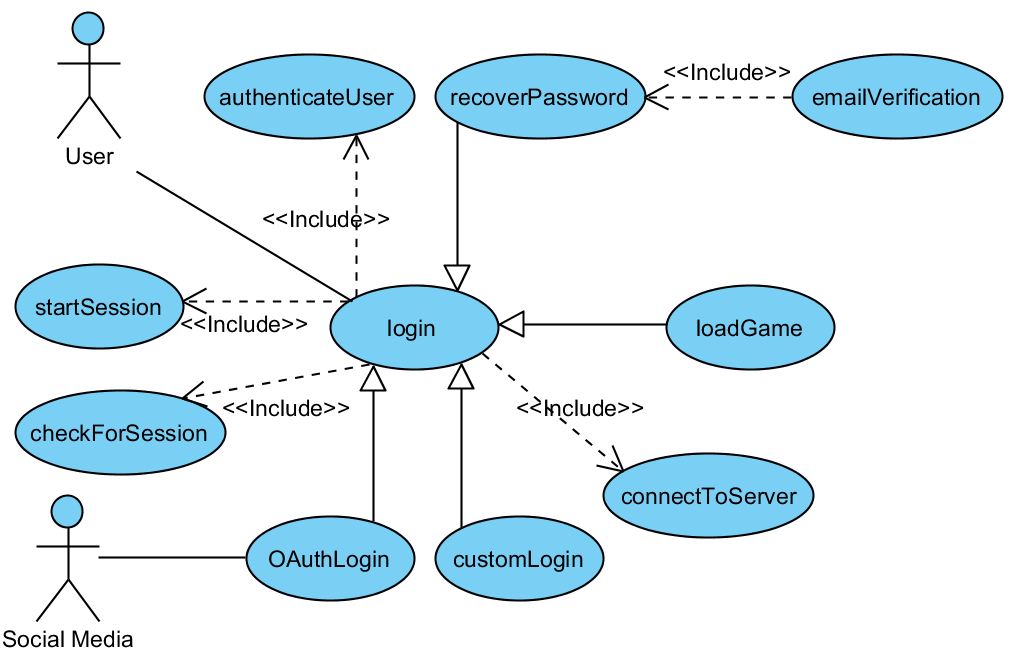 <<Include>>
authenticateUser
recoverPassword
emailVerification
User
<<Include>>
startSession
<<Include>>
login
loadGame
<<Include>>
<<Include>>
checkForSession
connectToServer
OAuthLogin
customLogin
Social Media